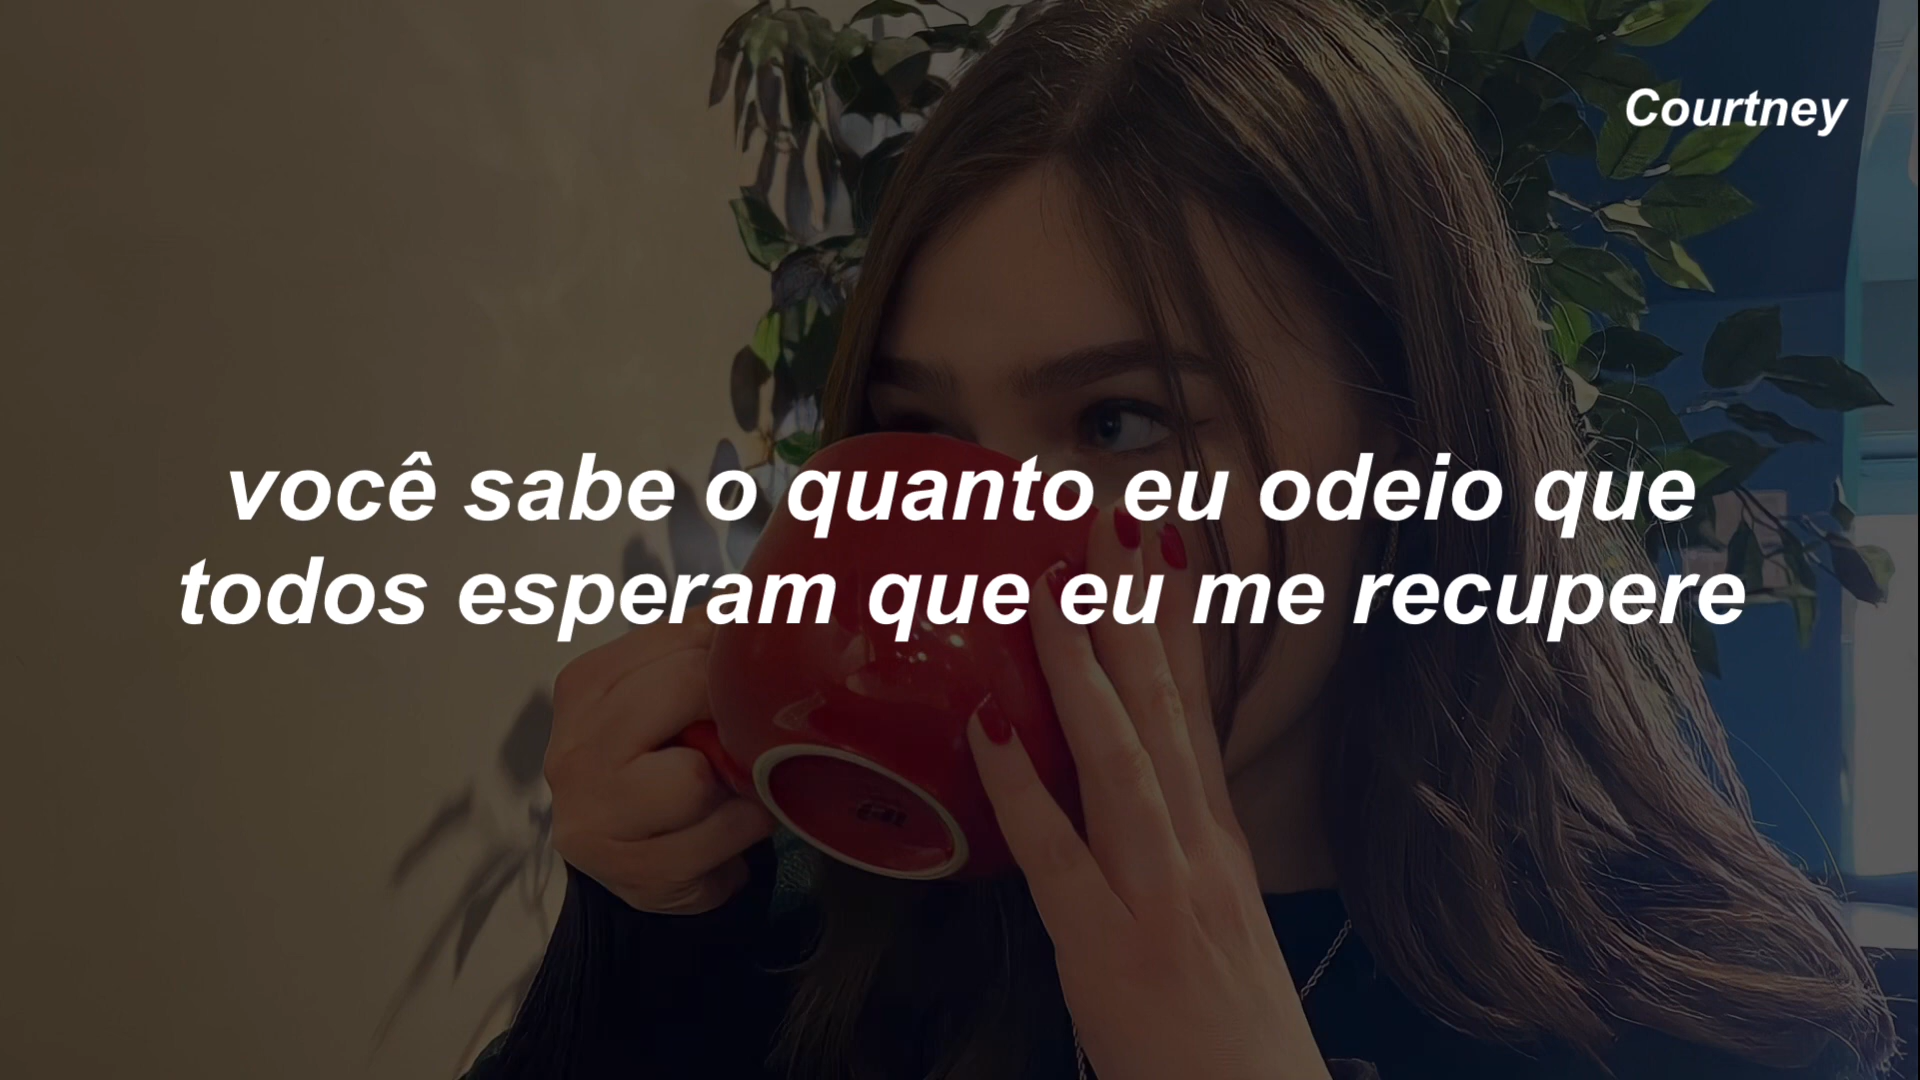 Courtney
você sabe o quanto eu odeio que
todos esperam que eu me recupere